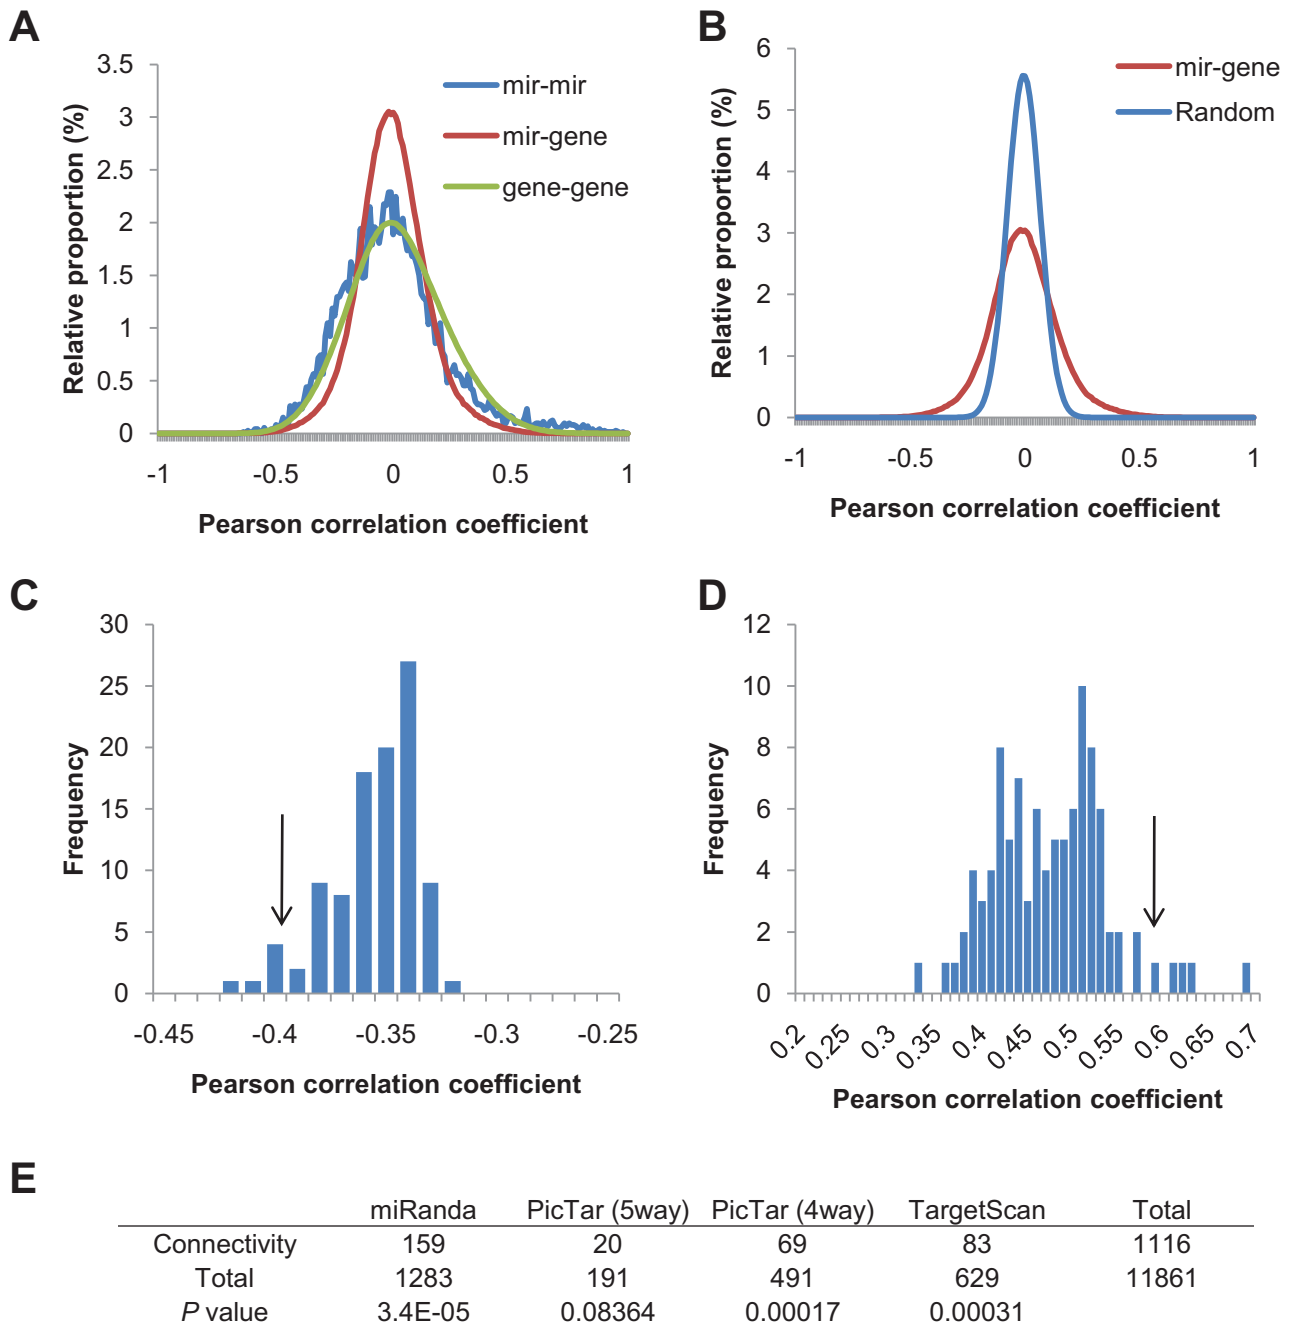 A
3.5
3
2.5
2
1.5
1
0.5
0
-1
-0.5
0
0.5
1
Relative proportion (%)
Pearson correlation coefficient
mir-mir
mir-gene
gene-gene
B
6
5
4
3
2
1
0
-1
-0.5
0
0.5
1
Relative proportion (%)
Pearson correlation coefficient
mir-gene
Random
C
30
25
20
15
10
5
0
-0.45
-0.4
-0.35
-0.3
-0.25
Frequency
Pearson correlation coefficient
D
12
10
8
6
4
2
0
0.2
0.25
0.3
0.35
0.4
0.45
0.5
0.55
0.6
0.65
0.7
Frequency
Pearson correlation coefficient
E
miRanda PicTar (5way) PicTar (4way) TargetScan Total
Connectivity 159 20 69 83 1116
Total 1283 191 491 629 11861
P value 3.4E-05 0.08364 0.00017 0.00031